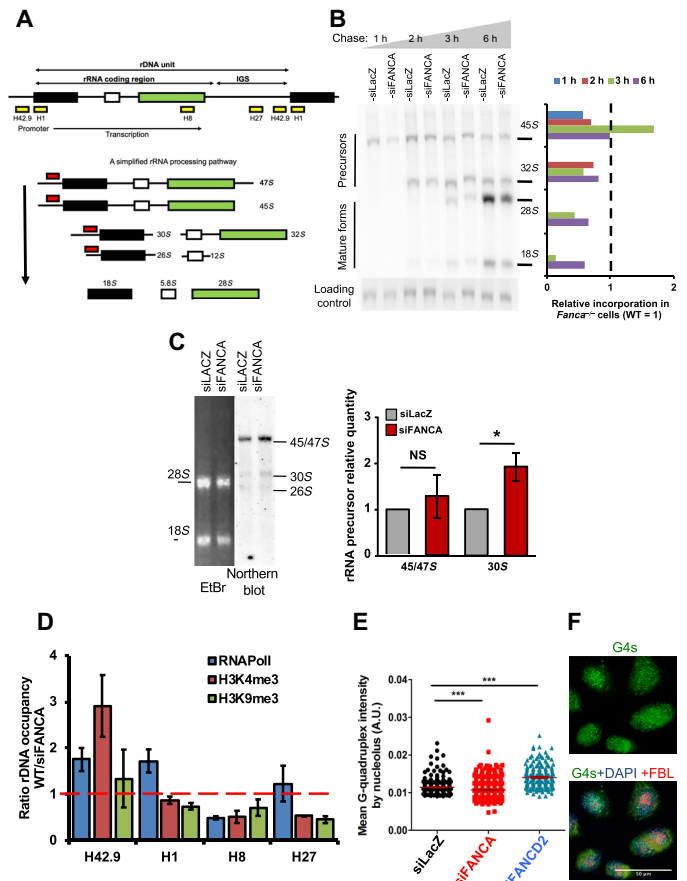 A
rDNA unit
rRNA coding region
IGS
H42.9
H1
H8
H27
H42.9
H1
Promoter
Transcription
A simplified rRNA processing pathway
47S
45S
30S
32S
26S
12S
18S
5.8S
28S
B
Chase:
1 h
2 h
3 h
6 h
-siLacZ
-siFANCA
-siLacZ
-siFANCA
-siLacZ
-siFANCA
-siLacZ
-siFANCA
Precursors
Mature forms
Loading
control
45S
32S
28S
18S
1 h
2 h
3 h
6 h
0
1
2
Relative incorporation in
Fanca–/– cells (WT = 1)
C
siLACZ
siFANCA
siLACZ
siFANCA
28S
18S
45/47S
30S
26S
EtBr
Northern
blot
rRNA precursor relative quantity
3
2
1
0
siLacZ
siFANCA
NS
*
45/47S
30S
D
Ratio rDNA occupancy
WT/siFANCA
4
3
2
1
0
RNAPolI
H3K4me3
H3K9me3
H42.9
H1
H8
H27
E
Mean G-quadruplex intensity
by nucleolus (A.U.)
0.04
0.03
0.02
0.01
0.00
***
***
siLacZ
siFANCA
siFANCD2
F
G4s
G4s+DAPI +FBL
50 µm